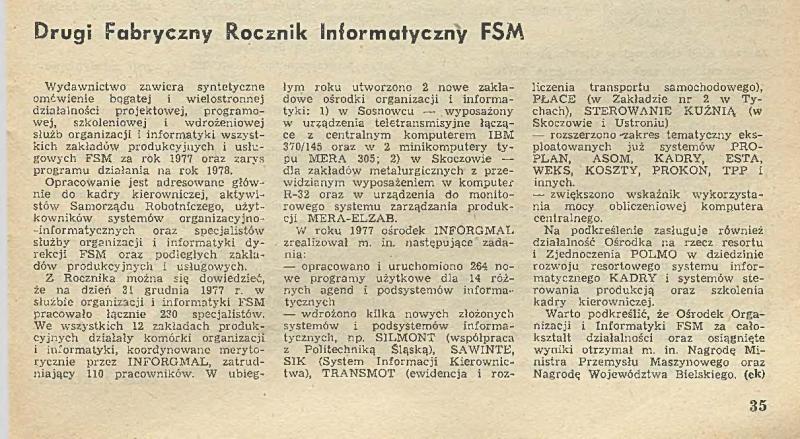 Drugi Fabryczny Rocznik Informatyczny FSM
Wydawnictwo zawiera syntetyczne
omówienie bogatej i wielostronnej
działalności projektowej, programo-
wej, szkoleniowej i wdrożeniowej
służb organizacji i informatyki wszyst-
kich zakładów produkcyjnych i usłu-
gowych FSM za rok 1977 oraz zarys
programu działania na rok 1978.
Opracowanie jest adresowane głów-
nie do kadry kierowniczej, aktywi-
stów Samorządu Robotniczego, użyt-
kowników systemów organizacyjno-
-informatycznych oraz specjalistów
służby organizacji i informatyki dy-
rekcji FSM oraz podległych zakła-
dów produkcyjnych i usługowych.
Z Rocznika można się dowiedzieć,
że na dzień 31 grudnia 1977 r. w
służbie organizacji i informatyki FSM
pracowało łącznie 230 specjalistów.
We wszystkich 12 zakładach produk-
cyjnych działały komórki organizacji
i informatyki, koordynowane meryto-
rycznie przez INFORGMAL, zatrud-
niający 110 pracowników. W ubieg-
łym roku utworzono 2 nowe zakła-
dowe ośrodki organizacji i informa-
tyki: 1) w Sosnowcu — wyposażony
w urządzenia teletransmisyjne łączą-
ce z centralnym komputerem IBM
370/145 oraz w 2 minikomputery ty-
pu MERA 305; 2) w Skoczowie —
dla zakładów metalurgicznych z prze-
widzianym wyposażeniem w komputer
R-32 oraz w urządzenia do monito-
rowego systemu zarządzania produk-
cji MERA-ELZAB.
W roku 1977 ośrodek INFORGMAL
zrealizował m. in. następujące zada-
nia:
— opracowano i uruchomiono 264 no-
we programy użytkowe dla 14 róż-
nych agend i podsystemów informa-
tycznych
— wdrożono kilka nowych złożonych
systemów i podsystemów informa-
tycznych, np. SILMONT (współpraca
z Politechniką Śląską), SAWINTE,
SIK (System Informacji Kierownic-
twa), TRANSMOT (ewidencja i roz-
liczenia transportu samochodowego),
PŁACE (w Zakładzie nr 2 w Ty-
chach), STEROWANIE KUŹNIĄ (w
Skoczowie i Ustroniu)
— rozszerzono zakres tematyczny eks-
ploatowanych już systemów PRO-
PLAN, ASOM, KADRY, ESTA,
WEKS, KOSZTY, PROKON, TPP i
innych.
— zwiększono wskaźnik wykorzysta-
nia mocy obliczeniowej komputera
centralnego.
Na podkreślenie zasługuje również
działalność Ośrodka na rzecz resortu
i Zjednoczenia POLMO w dziedzinie
rozwoju resortowego systemu infor-
matycznego KADRY i systemów ste-
rowania produkcją oraz szkolenia
kadry kierowniczej.
Warto podkreślić, że Ośrodek Orga-
nizacji i Informatyki FSM za cało-
kształt działalności oraz osiągnięte
wyniki otrzymał m. in. Nagrodę Mi-
nistra Przemysłu Maszynowego oraz
Nagrodę Województwa Bielskiego. (ek)
35